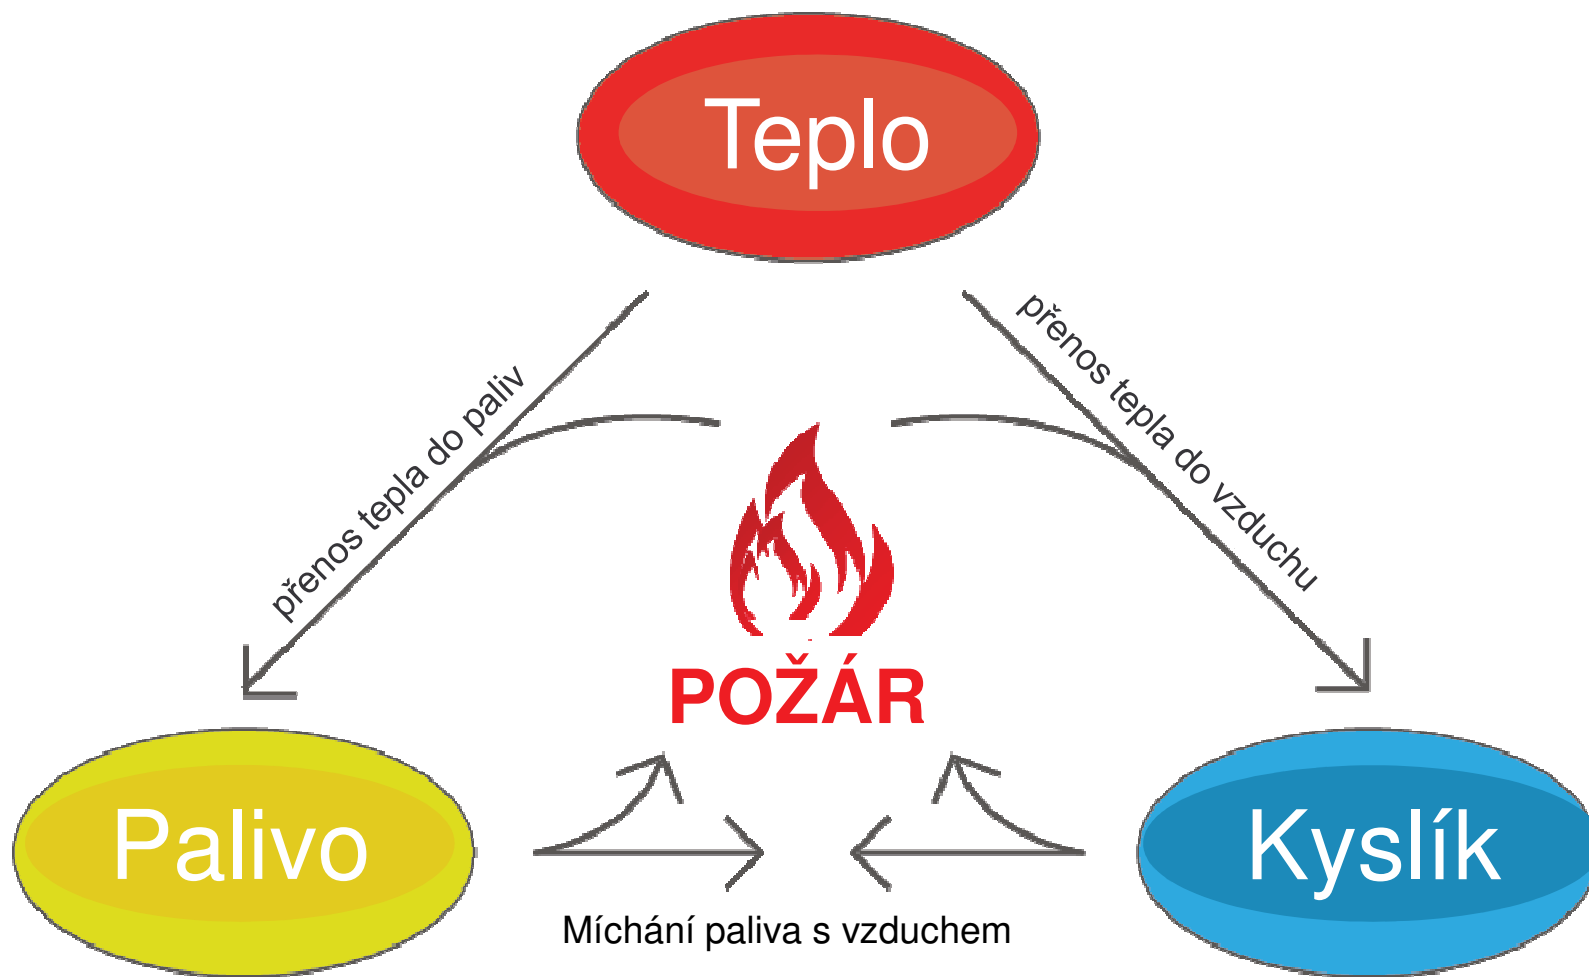 Teplo
přenos tepla do paliv
přenos tepla do vzduchu
POŽÁR
Palivo
Kyslík
Míchání paliva s vzduchem